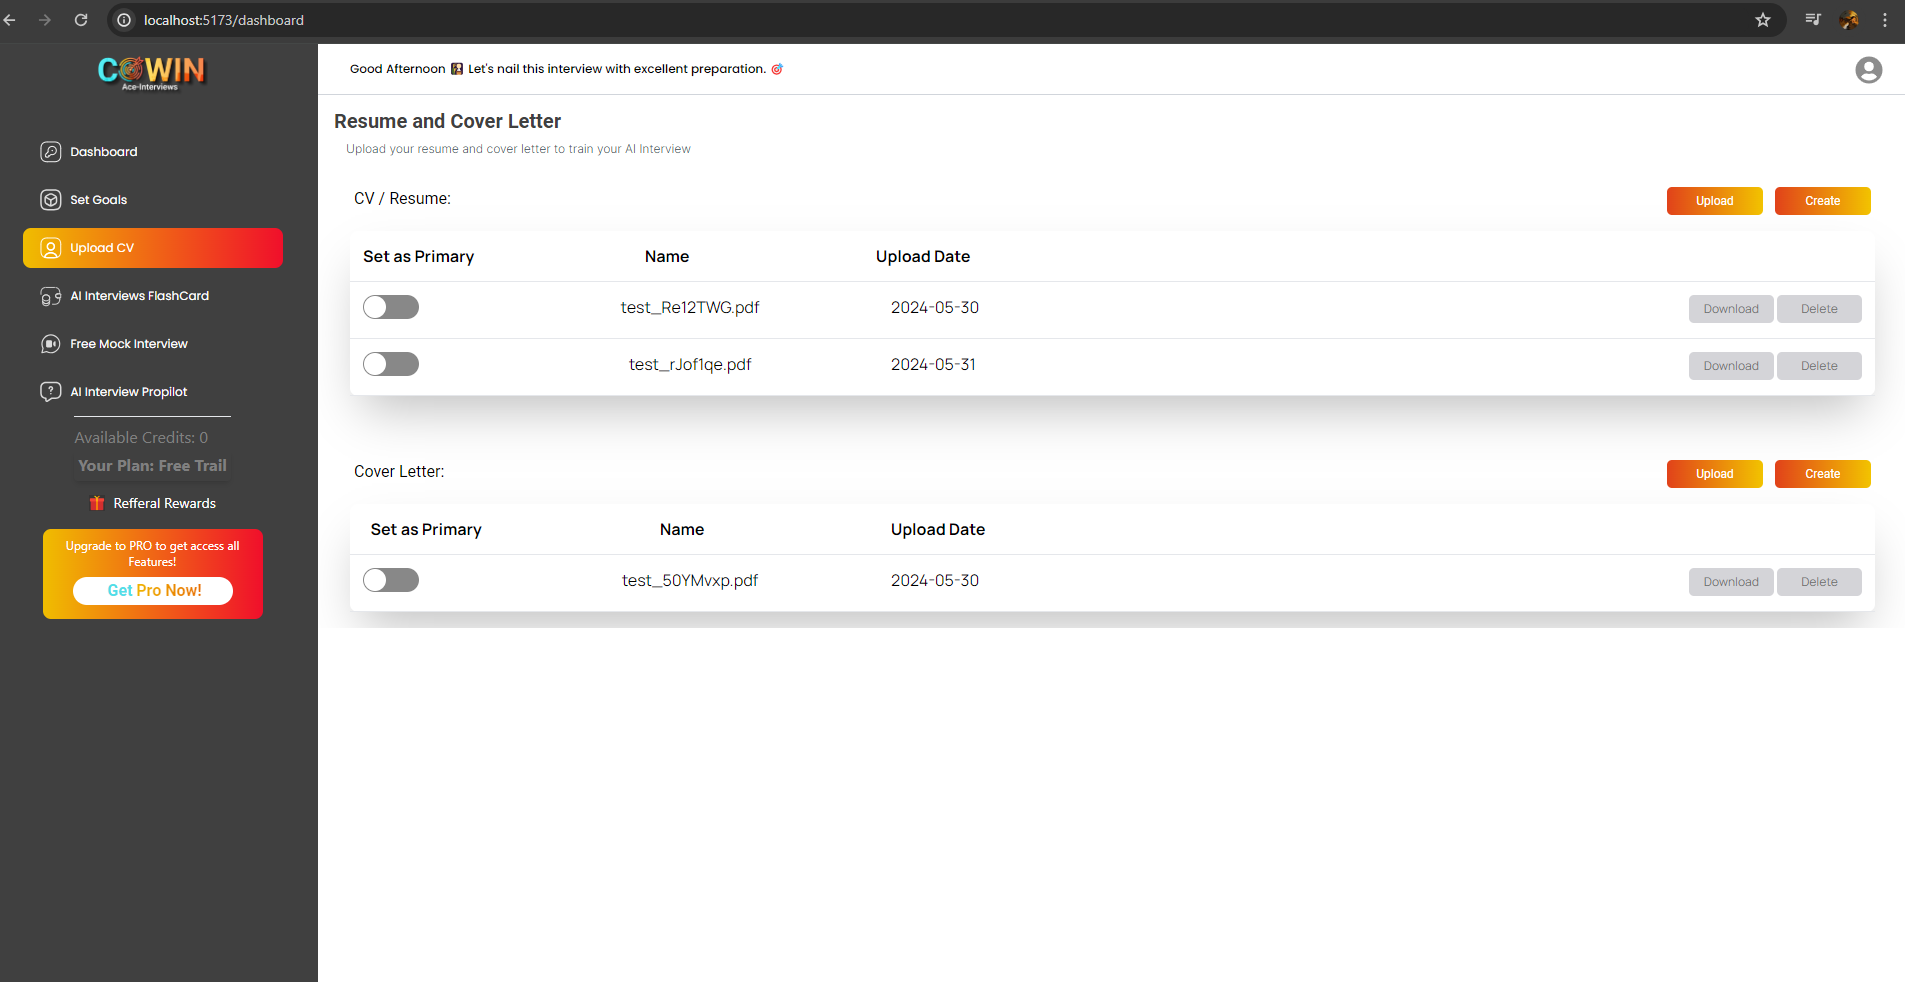 localhost:5173/dashboard
COWIN
Ace-Interviews
Good Afternoon Let's nail this interview with excellent preparation.
Dashboard
Set Goals
Upload CV
AI Interviews FlashCard
Free Mock Interview
AI Interview Propilot
Available Credits: 0
Your Plan: Free Trail
Refferal Rewards
Upgrade to PRO to get access all
Features!
Get Pro Now!
Resume and Cover Letter
Upload your resume and cover letter to train your AI Interview
CV / Resume: Upload Create
Set as Primary Name Upload Date
test_Re12TWG.pdf 2024-05-30 Download Delete
test_rJof1qe.pdf 2024-05-31 Download Delete
Cover Letter: Upload Create
Set as Primary Name Upload Date
test_50YMvxp.pdf 2024-05-30 Download Delete